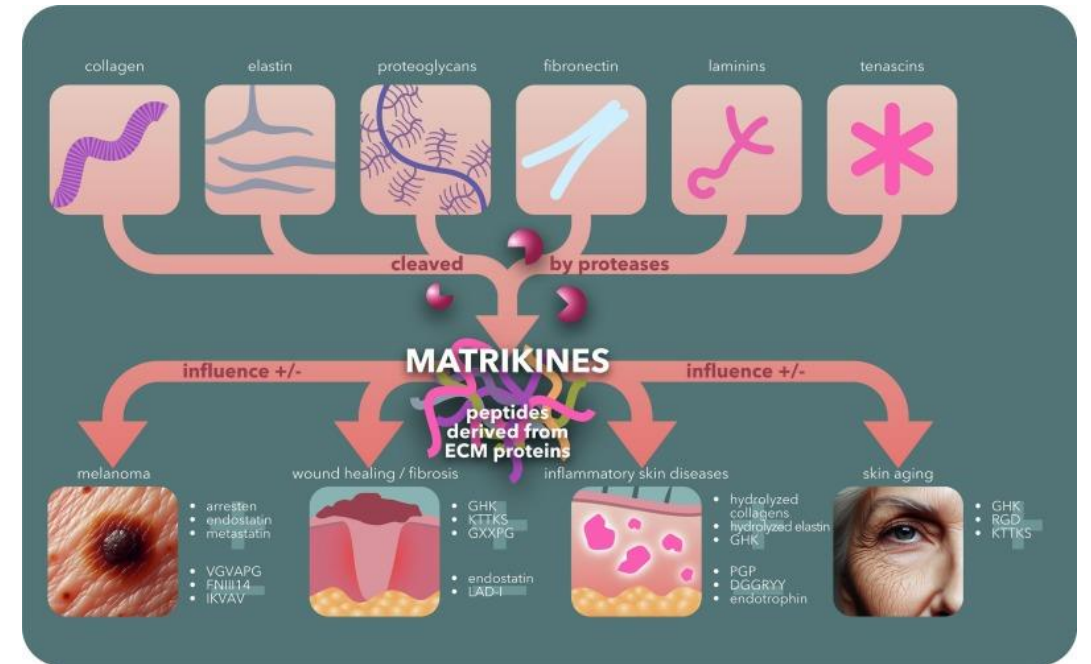 collagen
elastin
proteoglycans
fibronectin
laminins
tenascins
cleaved
by proteases
MATRIKINES
influence +/-
influence +/-
peptides
derived from
ECM proteins
melanoma
wound healing / fibrosis
inflammatory skin diseases
skin aging
• arresten
• endostatin
• metastatin
• VGVAPG
• FNIII14
• IKVAV
• GHK
• KTTKS
• GXXPG
• endostatin
• LAD-I
• hydrolyzed
collagens
• hydrolyzed elastin
• GHK
• PGP
• DGGRYY
• endotrophin
• GHK
• RGD
• KTTKS